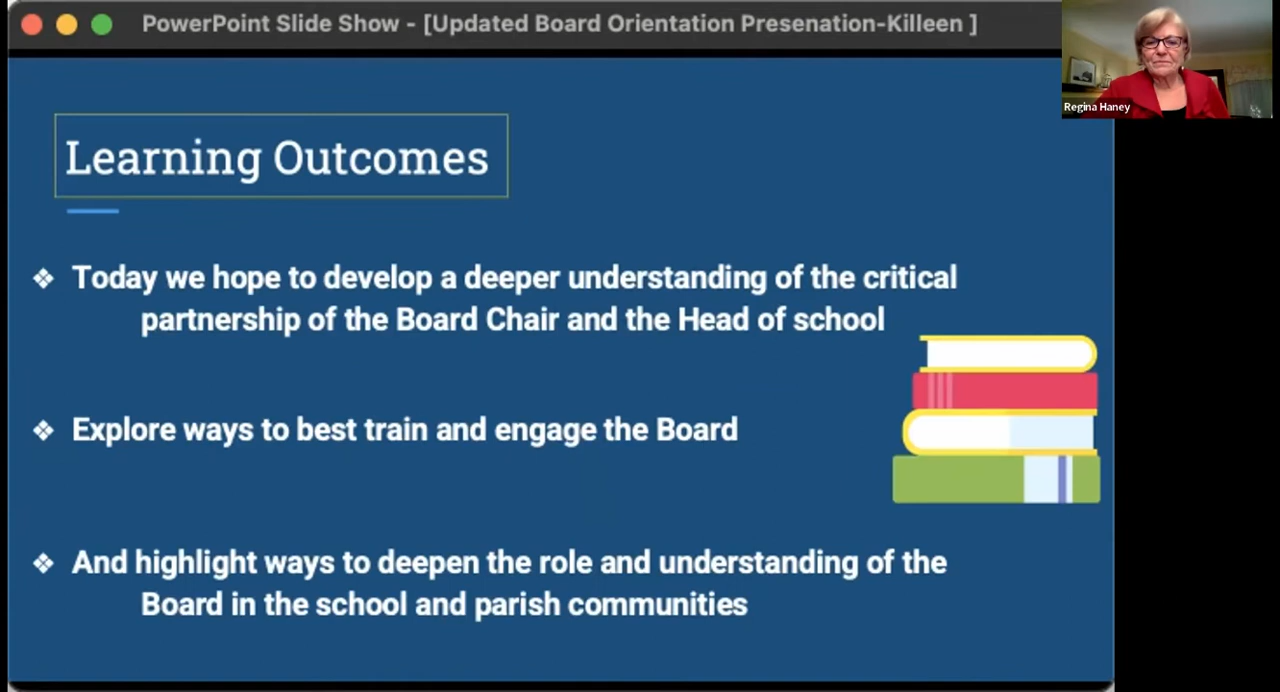 PowerPoint Slide Show - [Updated Board Orientation Presenation-Killeen ]
Regina Haney
Learning Outcomes
❖ Today we hope to develop a deeper understanding of the critical
partnership of the Board Chair and the Head of school
❖ Explore ways to best train and engage the Board
❖ And highlight ways to deepen the role and understanding of the
Board in the school and parish communities